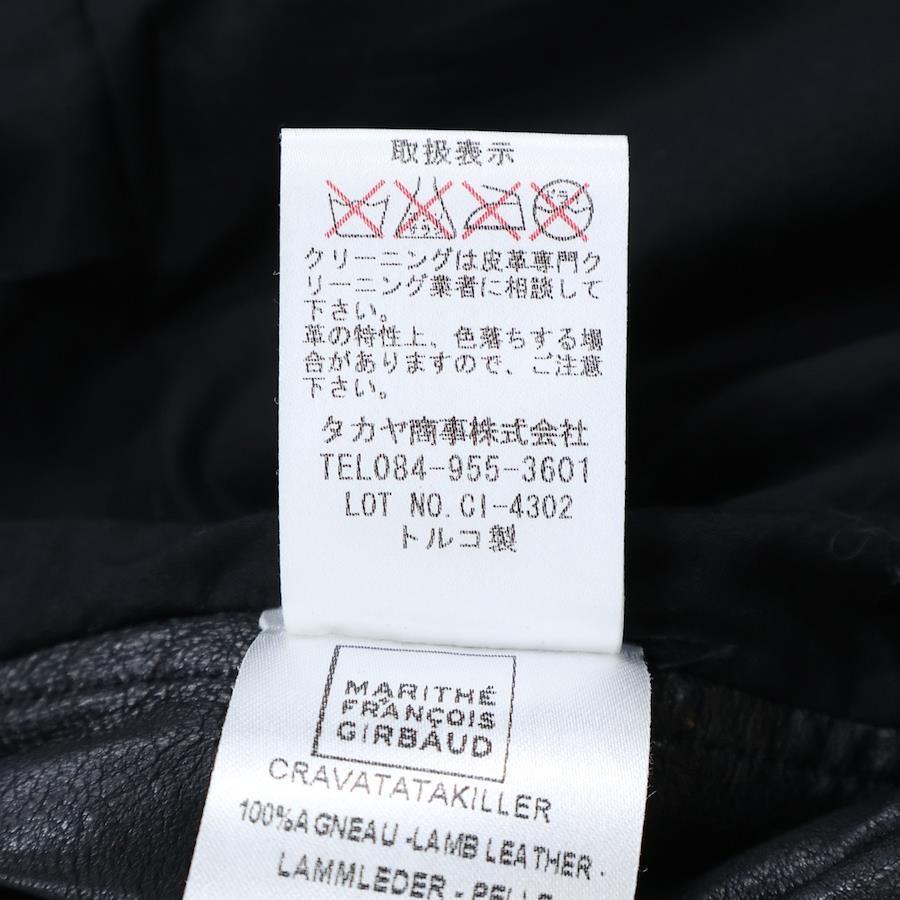 取扱表示
クリーニングは皮革専門ク
リーニング業者に相談して
下さい。
革の特性上、色落ちする場
合がありますので、ご注意
下さい。
タカヤ商事株式会社
TEL084-955-3601
LOT NO. CI-4302
トルコ製
MARITHÉ
FRANÇOIS
GIRBAUD
CRAVATATAKILLER
100%AGNEAU -LAMB LEATHER -
LAMMLEDER - PELLE